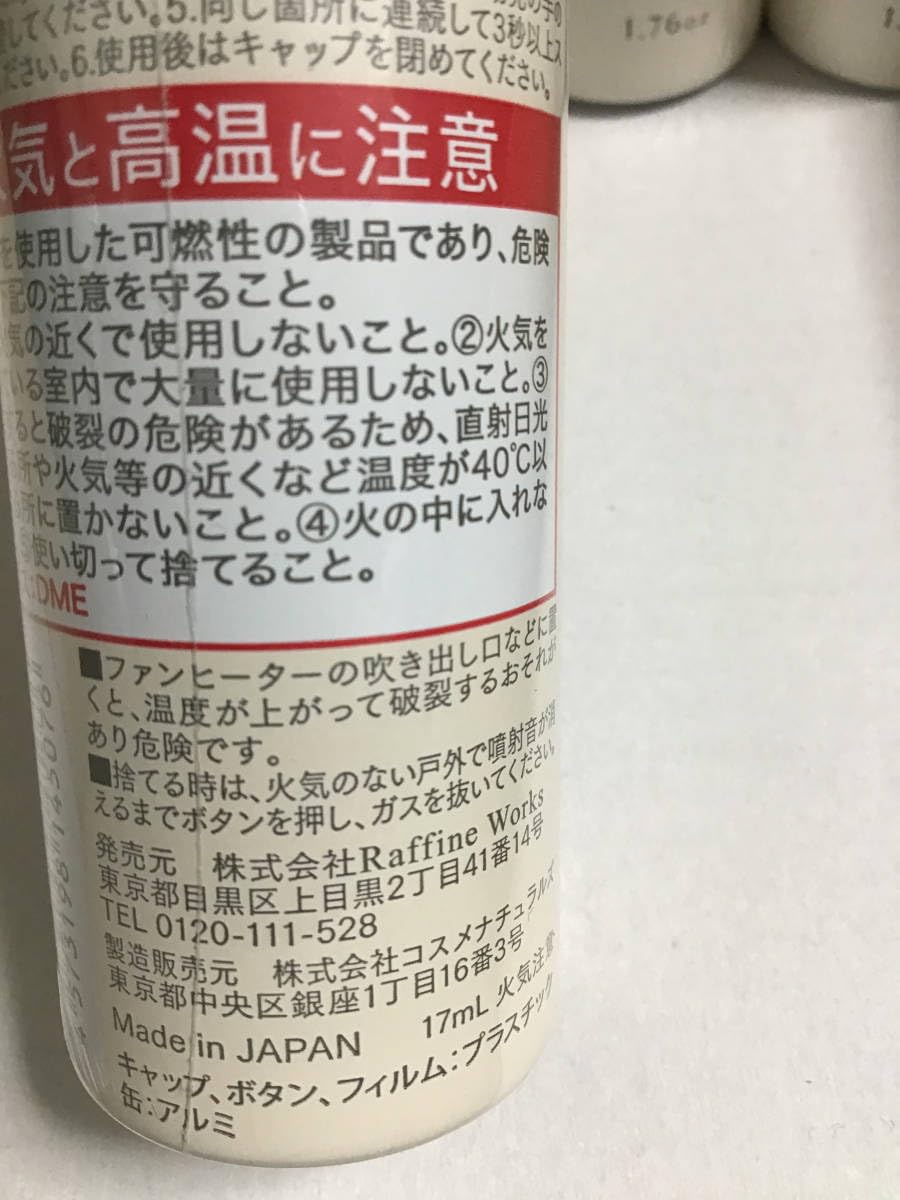 してください。5.同じ箇所に連続して3秒以上ス
ださい。6.使用後はキャップを閉めてください。
気と高温に注意
を使用した可燃性の製品であり、危険
記の注意を守ること。
気の近くで使用しないこと。②火気を
いる室内で大量に使用しないこと。③
ると破裂の危険があるため、直射日光
所や火気等の近くなど温度が40℃以
所に置かないこと。④火の中に入れな
使い切って捨てること。
:DME
■ファンヒーターの吹き出し口などに置
くと、温度が上がって破裂するおそれが
あり危険です。
■捨てる時は、火気のない戸外で噴射音が消
えるまでボタンを押し、ガスを抜いてください。
発売元 株式会社Raffine Works
東京都目黒区上目黒2丁目41番14号
TEL 0120-111-528
製造販売元 株式会社コスメナチュラルズ
東京都中央区銀座1丁目16番3号
Made in JAPAN 17mL 火気注意
キャップ、ボタン、フィルム:プラスチック
缶:アルミ
1.76oz